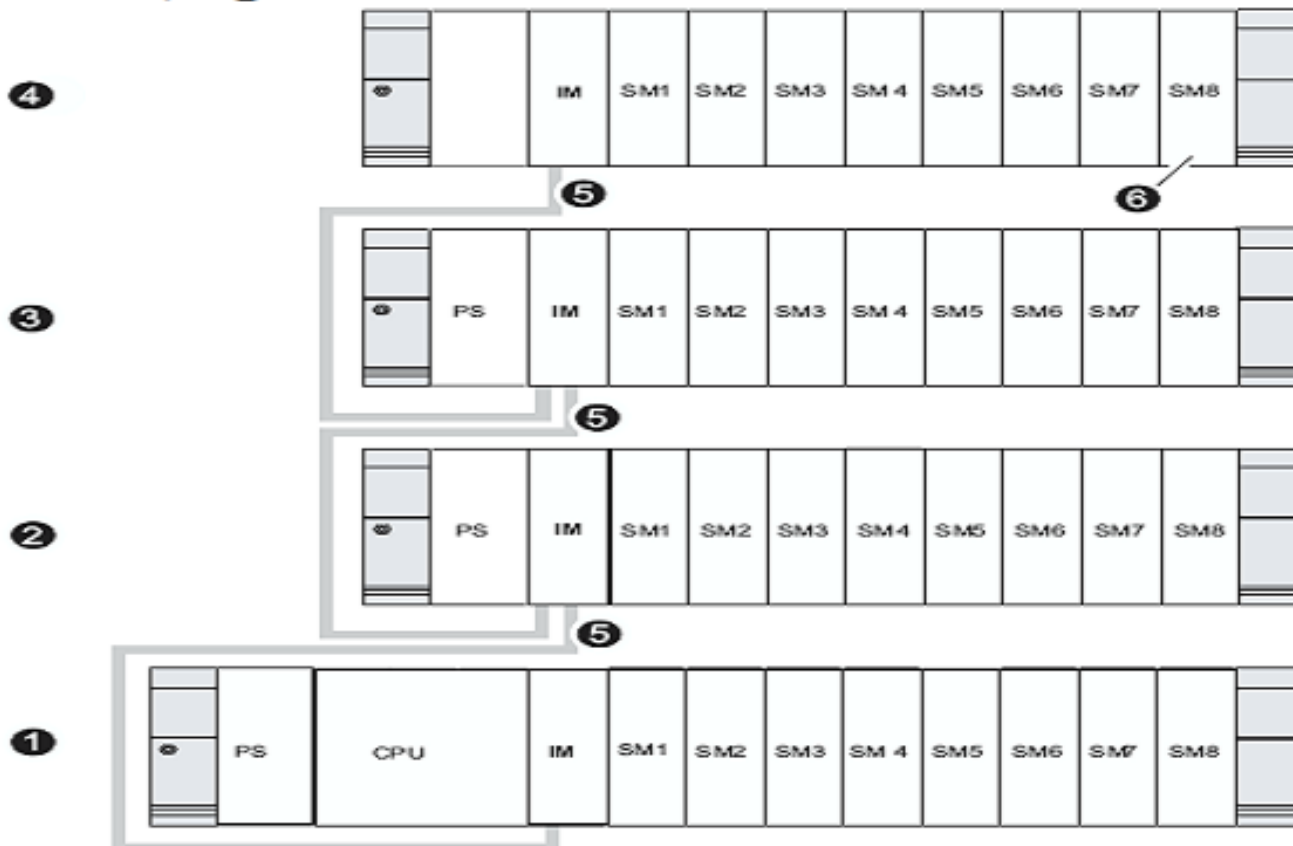 4 IM SM1 SM2 SM3 SM 4 SM5 SM6 SM7 SM8
5 6
3 PS IM SM1 SM2 SM3 SM 4 SM5 SM6 SM7 SM8
5
2 PS IM SM1 SM2 SM3 SM4 SM5 SM6 SM7 SM8
5
1 PS CPU IM SM1 SM2 SM3 SM 4 SM5 SM6 SM7 SM8